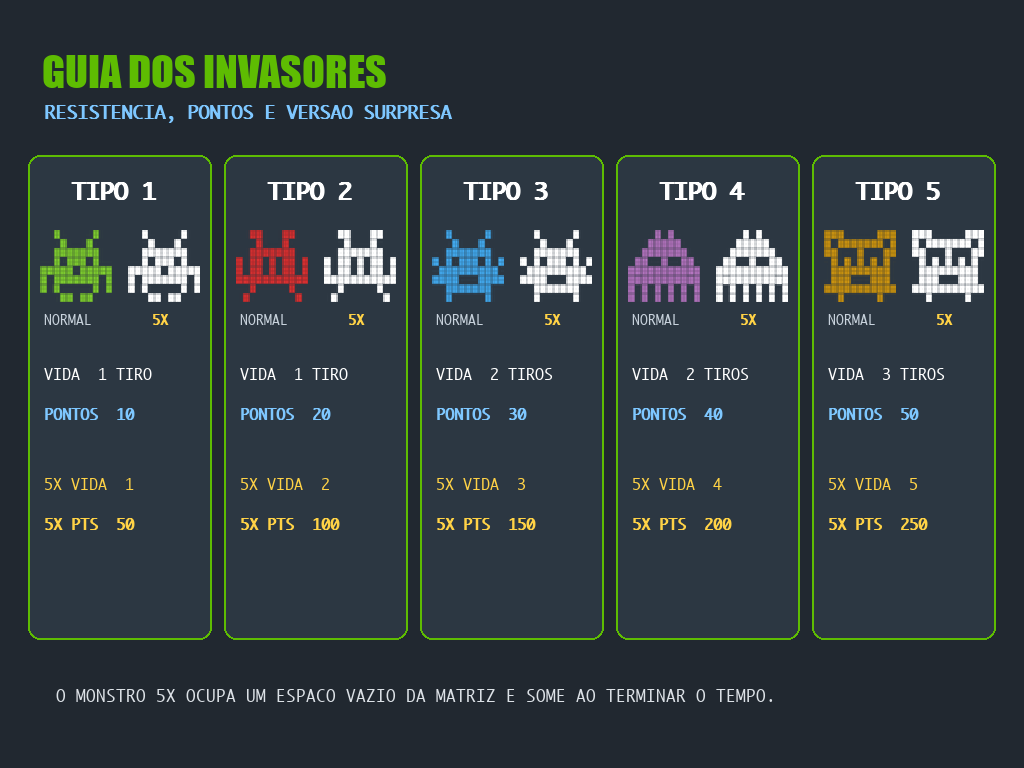 GUIA DOS INVASORES
RESISTENCIA, PONTOS E VERSAO SURPRESA
TIPO 1
NORMAL 5X
VIDA 1 TIRO
PONTOS 10
5X VIDA 1
5X PTS 50
TIPO 2
NORMAL 5X
VIDA 1 TIRO
PONTOS 20
5X VIDA 2
5X PTS 100
TIPO 3
NORMAL 5X
VIDA 2 TIROS
PONTOS 30
5X VIDA 3
5X PTS 150
TIPO 4
NORMAL 5X
VIDA 2 TIROS
PONTOS 40
5X VIDA 4
5X PTS 200
TIPO 5
NORMAL 5X
VIDA 3 TIROS
PONTOS 50
5X VIDA 5
5X PTS 250
O MONSTRO 5X OCUPA UM ESPACO VAZIO DA MATRIZ E SOME AO TERMINAR O TEMPO.